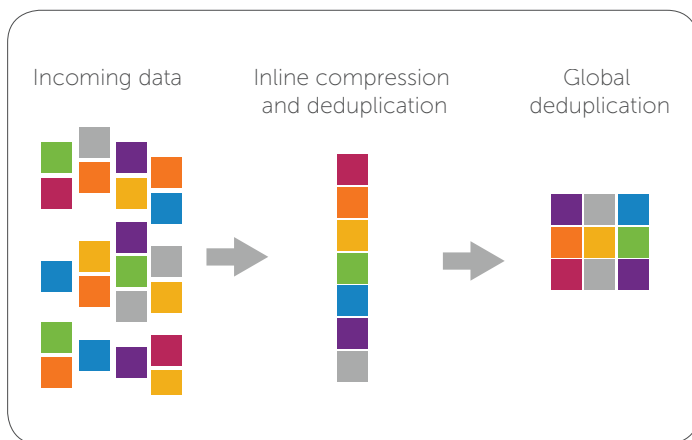 Incoming data
Inline compression
and deduplication
Global
deduplication